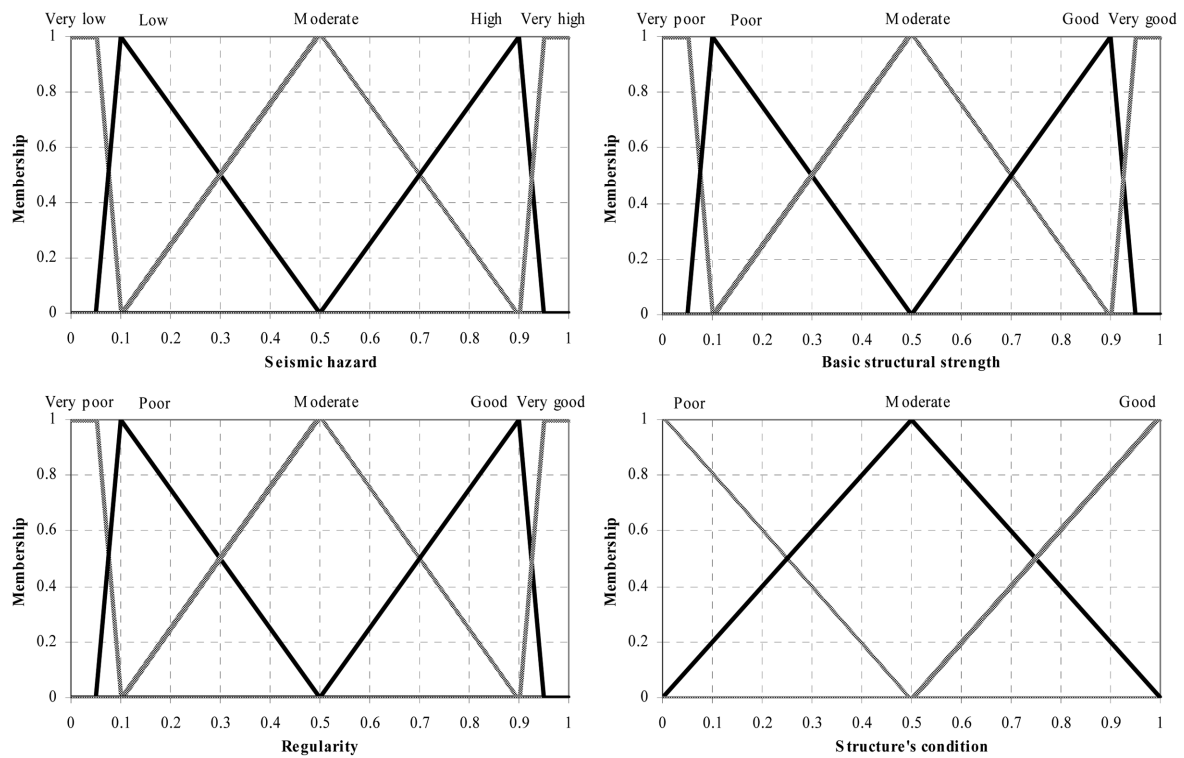 Very low Low Moderate High Very high
1
0.8
0.6
0.4
0.2
0
Membership
0 0.1 0.2 0.3 0.4 0.5 0.6 0.7 0.8 0.9 1
Seismic hazard
Very poor Poor Moderate Good Very good
1
0.8
0.6
0.4
0.2
0
Membership
0 0.1 0.2 0.3 0.4 0.5 0.6 0.7 0.8 0.9 1
Basic structural strength
Very poor Poor Moderate Good Very good
1
0.8
0.6
0.4
0.2
0
Membership
0 0.1 0.2 0.3 0.4 0.5 0.6 0.7 0.8 0.9 1
Regularity
Poor Moderate Good
1
0.8
0.6
0.4
0.2
0
Membership
0 0.1 0.2 0.3 0.4 0.5 0.6 0.7 0.8 0.9 1
Structure's condition